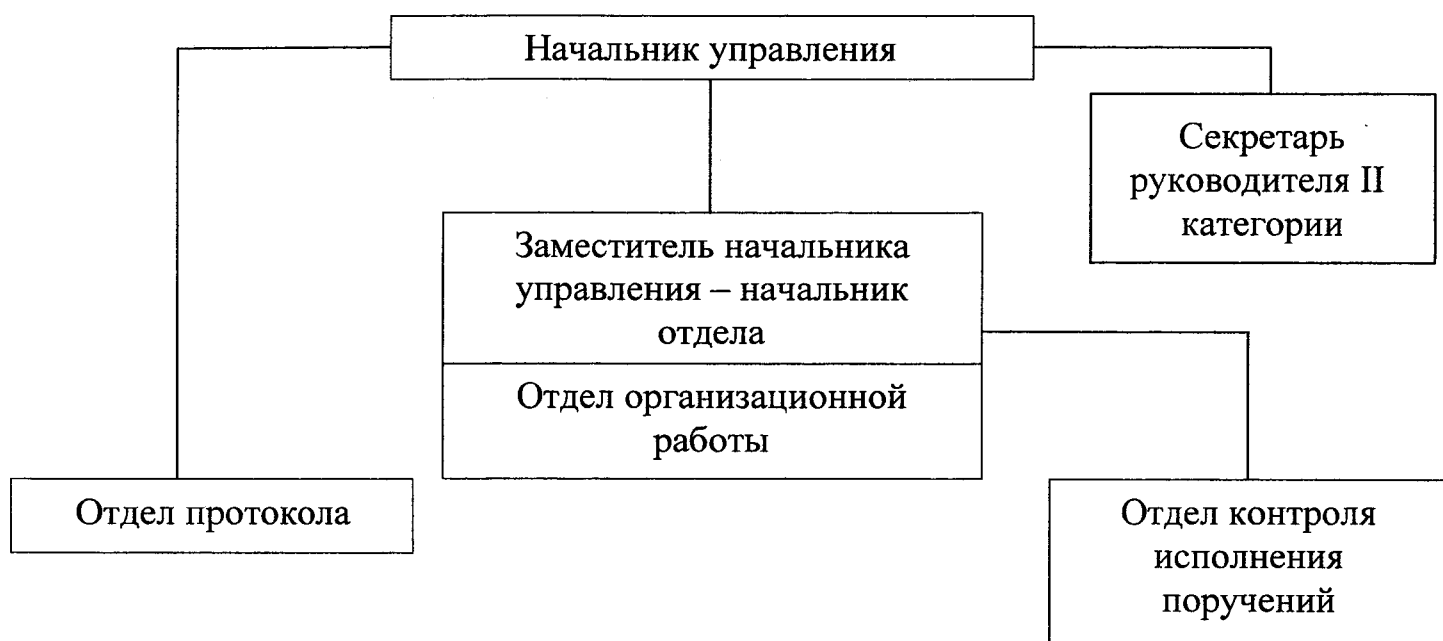 Начальник управления
Секретарь
руководителя II
категории
Заместитель начальника
управления – начальник
отдела
Отдел организационной
работы
Отдел протокола
Отдел контроля
исполнения
поручений